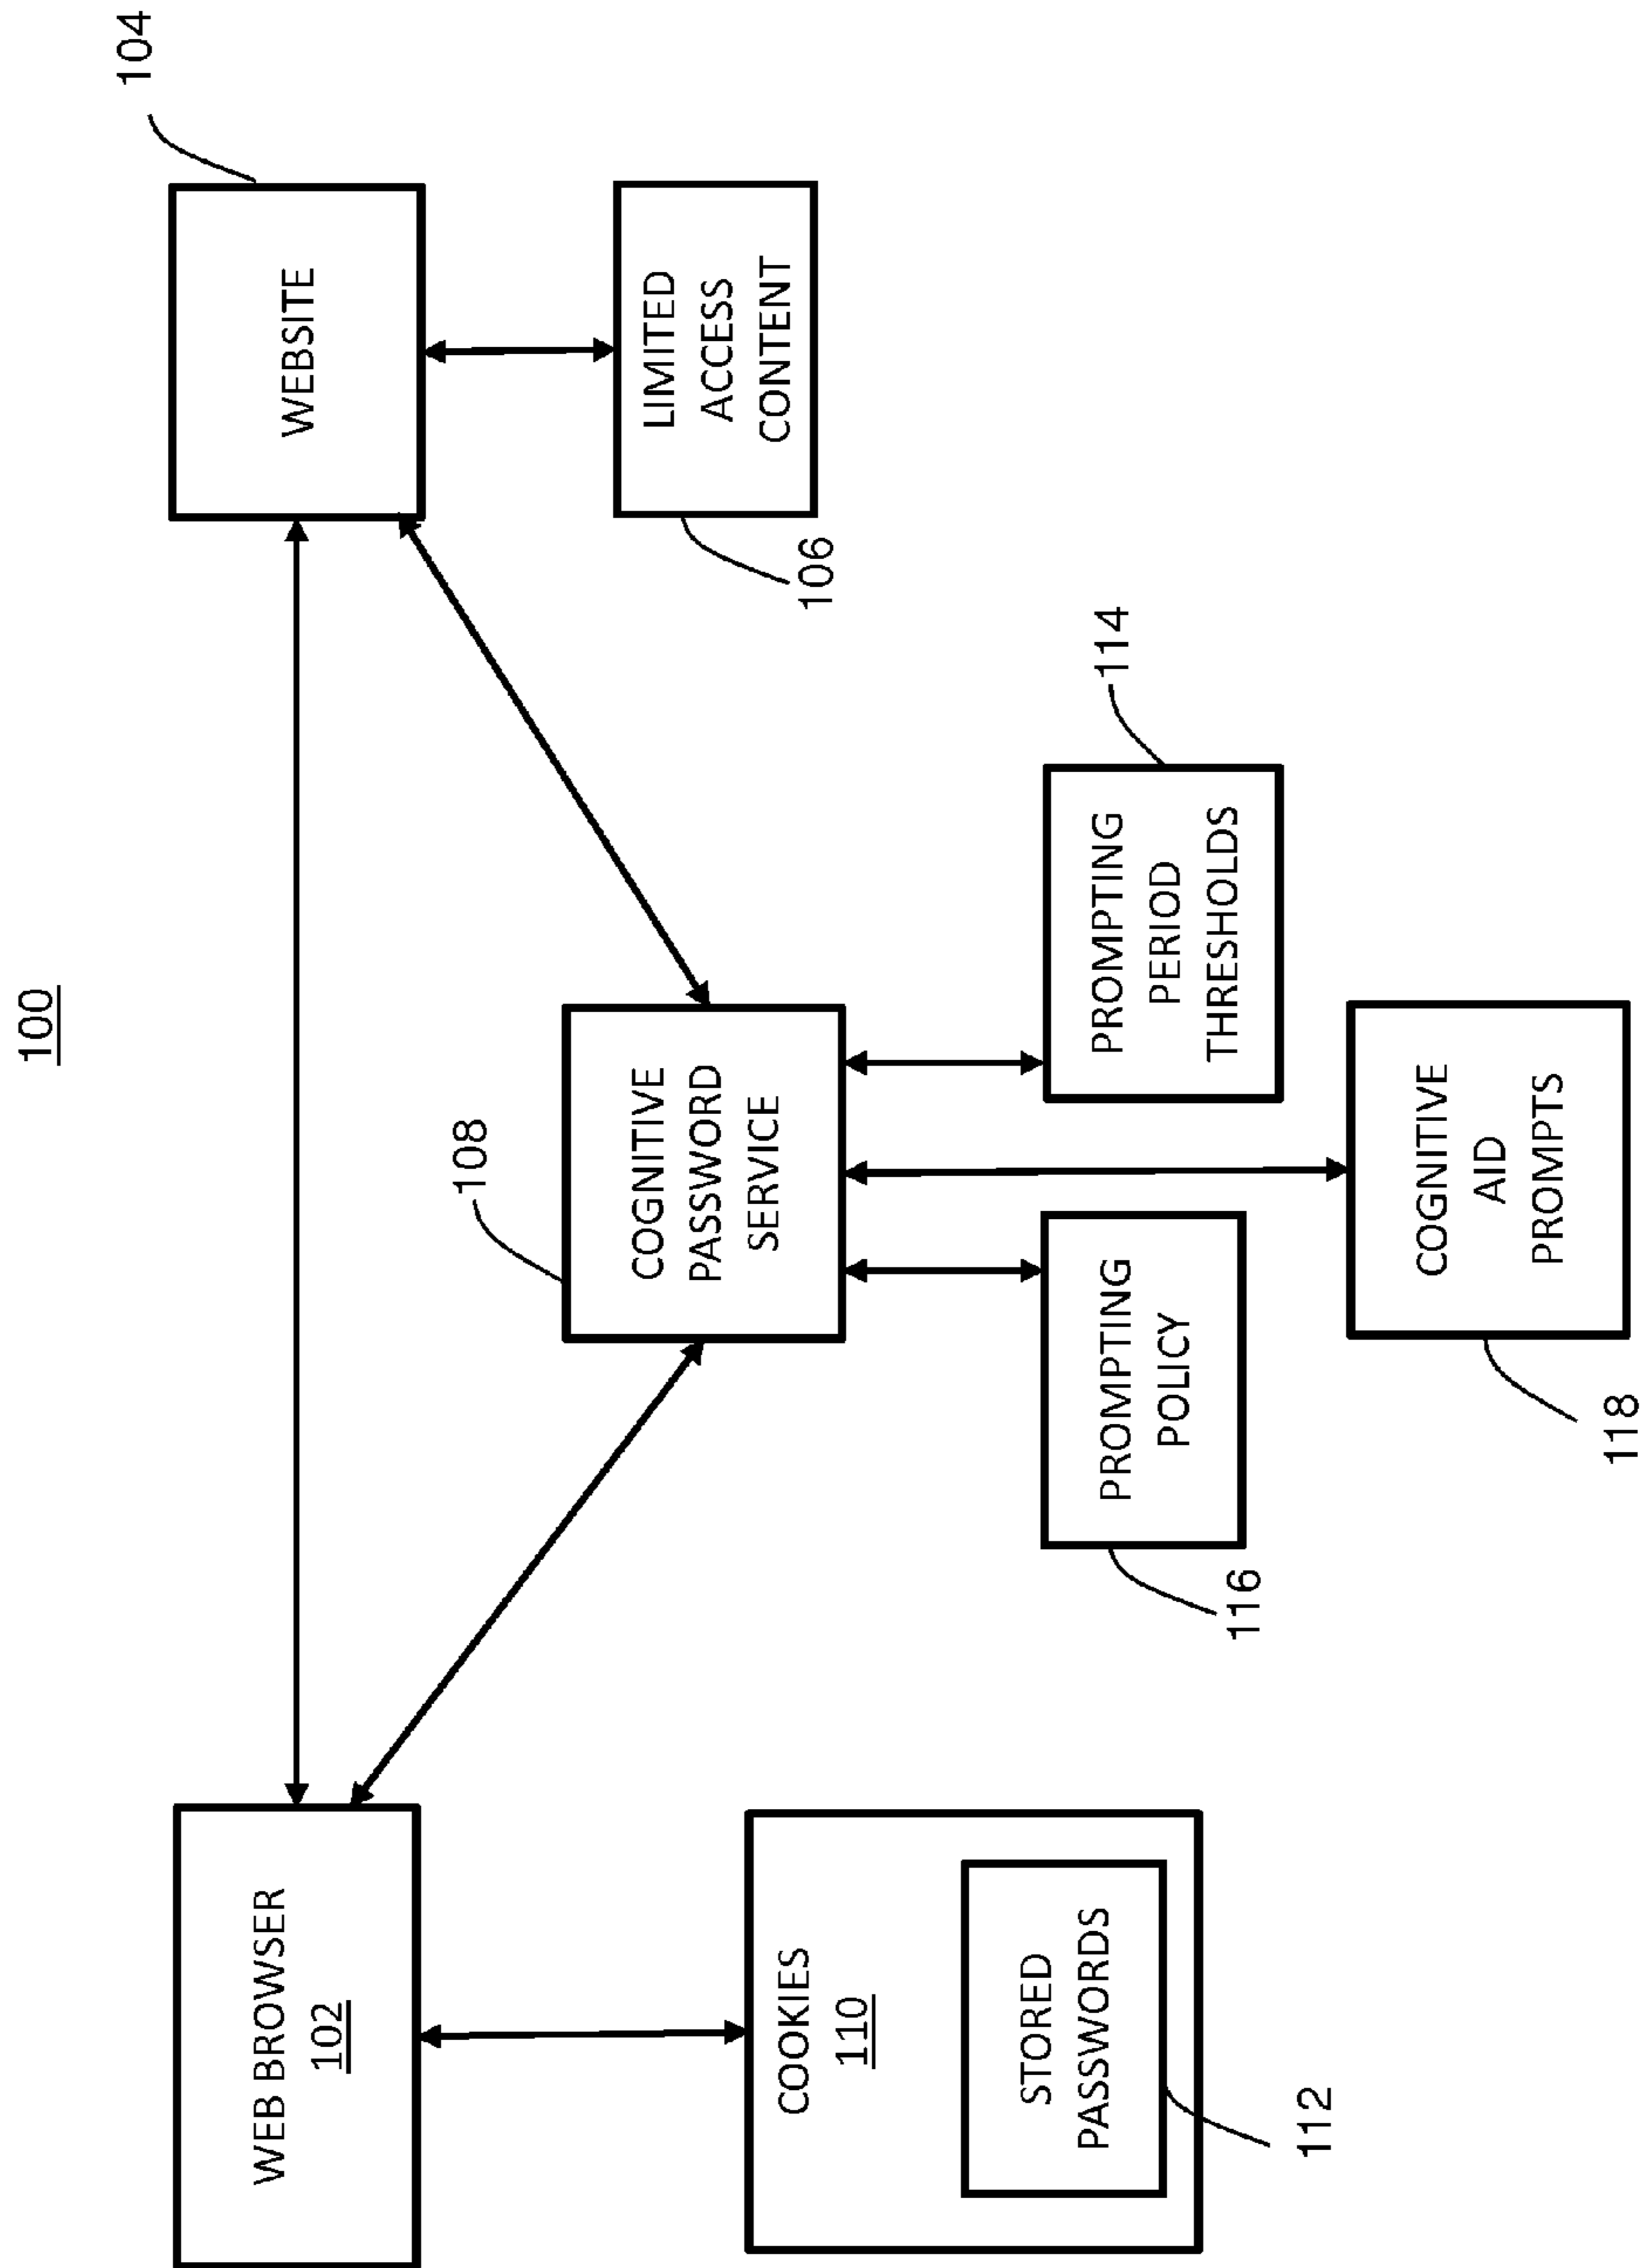 100
WEB BROWSER
102
WEBSITE
104
COOKIES
110
STORED
PASSWORDS
112
108
COGNITIVE
PASSWORD
SERVICE
LIMITED
ACCESS
CONTENT
106
PROMPTING
POLICY
116
PROMPTING
PERIOD
THRESHOLDS
114
COGNITIVE
AID
PROMPTS
118